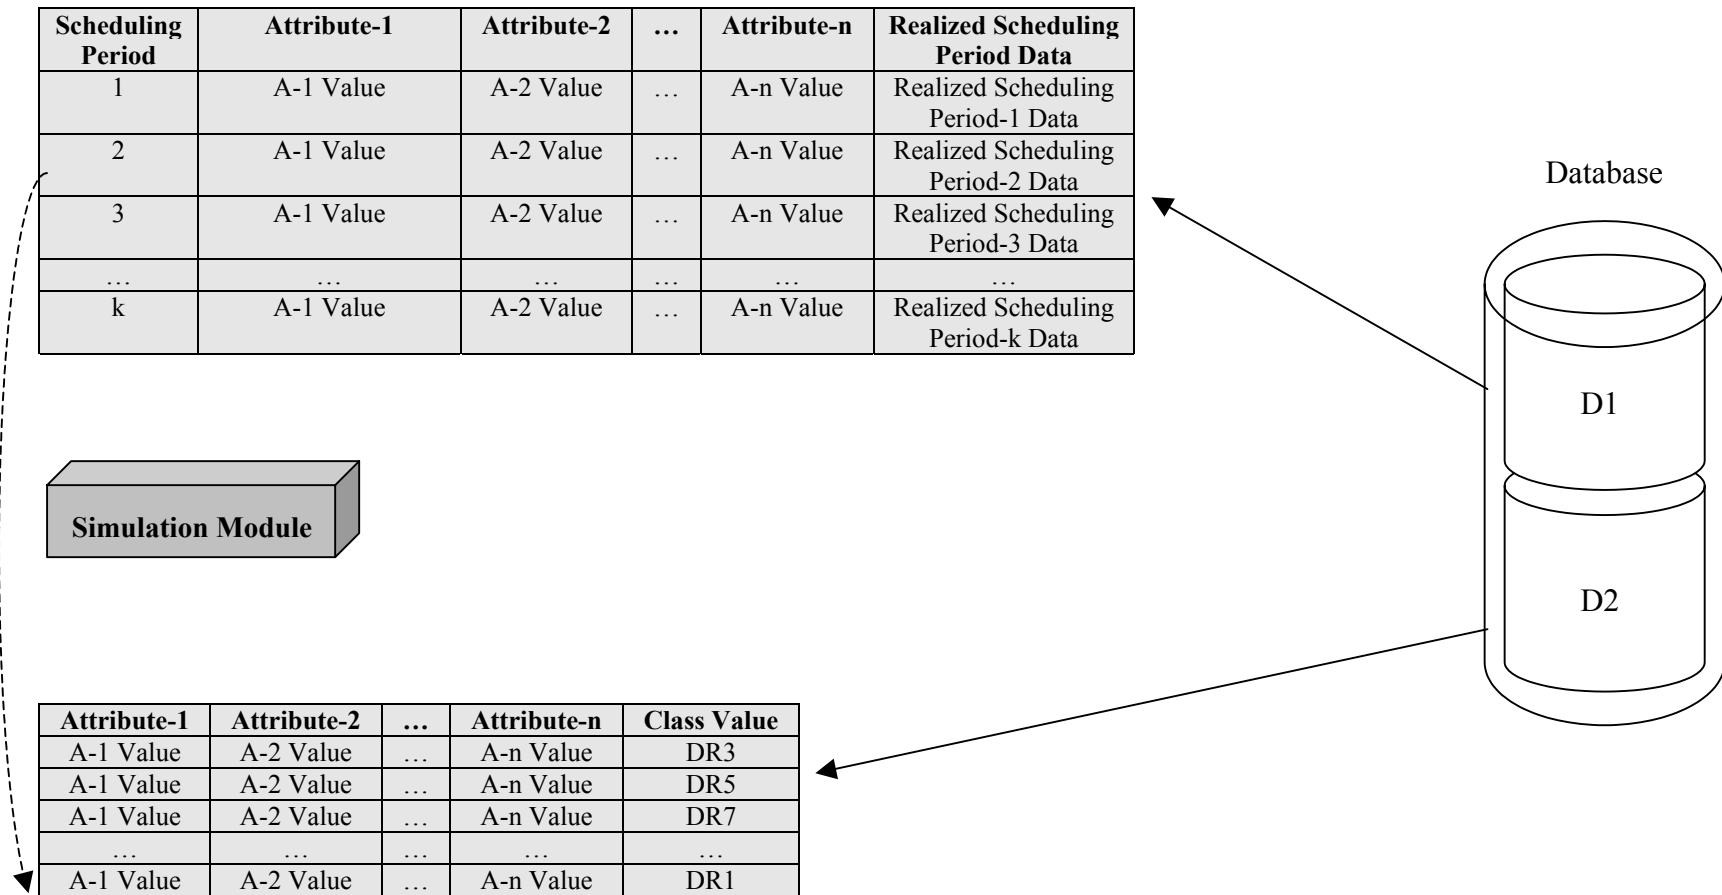 Scheduling Period Attribute-1 Attribute-2 ... Attribute-n Realized Scheduling Period Data
1 A-1 Value A-2 Value … A-n Value Realized Scheduling Period-1 Data
2 A-1 Value A-2 Value … A-n Value Realized Scheduling Period-2 Data
3 A-1 Value A-2 Value … A-n Value Realized Scheduling Period-3 Data
… … … … … …
k A-1 Value A-2 Value … A-n Value Realized Scheduling Period-k Data
Database
D1
D2
Simulation Module
Attribute-1 Attribute-2 ... Attribute-n Class Value
A-1 Value A-2 Value … A-n Value DR3
A-1 Value A-2 Value … A-n Value DR5
A-1 Value A-2 Value … A-n Value DR7
… … … … …
A-1 Value A-2 Value … A-n Value DR1